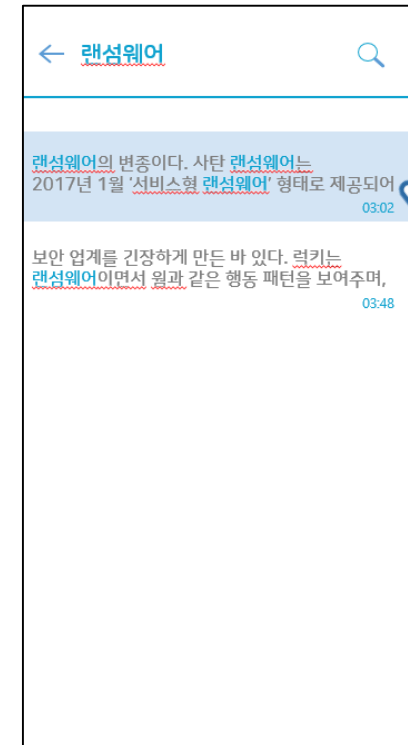 랜섬웨어
랜섬웨어의 변종이다. 사탄 랜섬웨어는
2017년 1월 '서비스형 랜섬웨어' 형태로 제공되어
03:02
보안 업계를 긴장하게 만든 바 있다. 럭키는
랜섬웨어이면서 웜과 같은 행동 패턴을 보여주며,
03:48